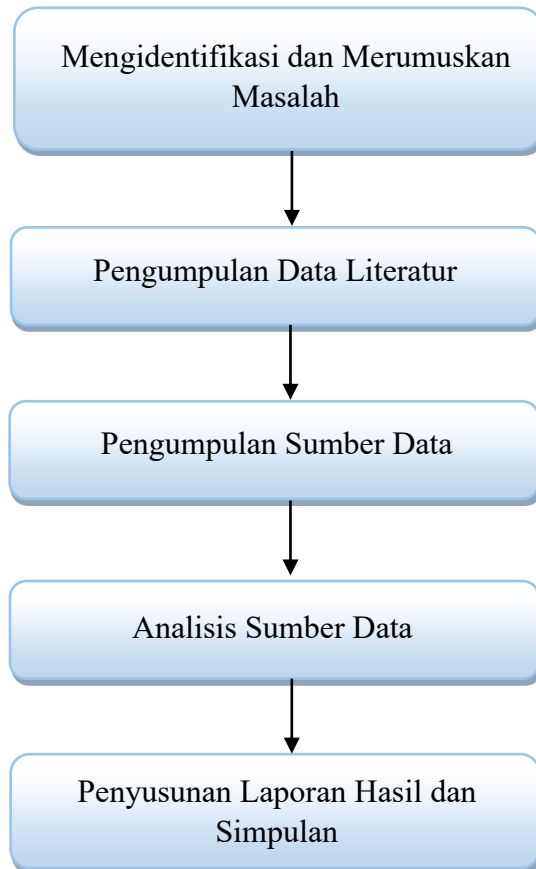 Mengidentifikasi dan Merumuskan
Masalah
Pengumpulan Data Literatur
Pengumpulan Sumber Data
Analisis Sumber Data
Penyusunan Laporan Hasil dan
Simpulan